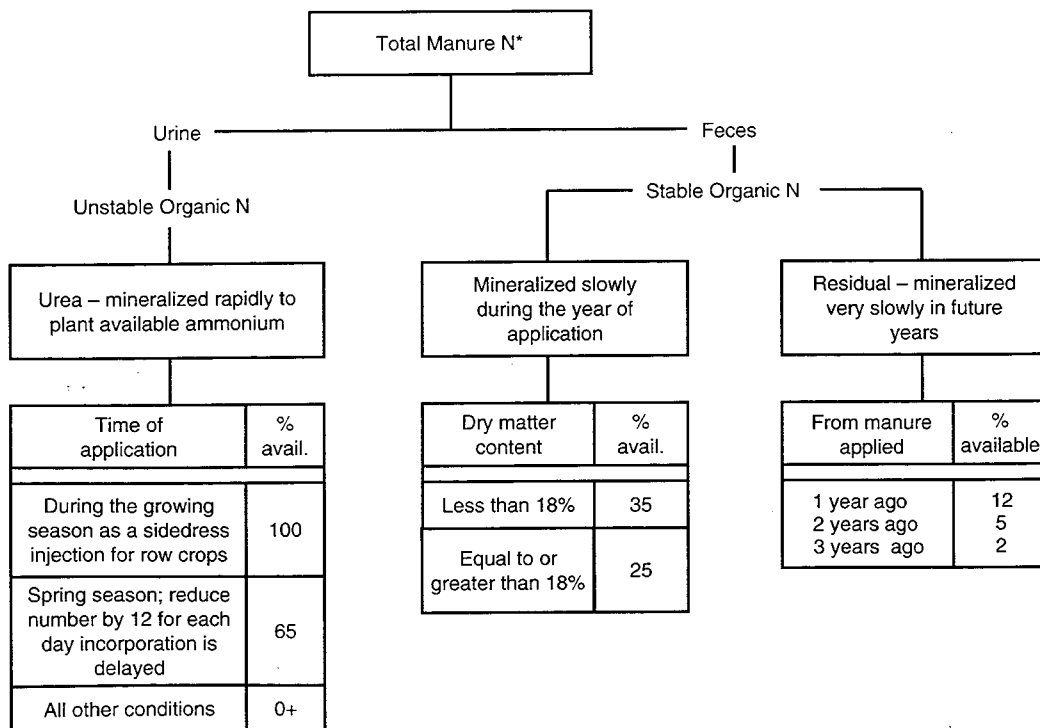 Total Manure N*
Urine
Feces
Unstable Organic N
Stable Organic N
Urea – mineralized rapidly to
plant available ammonium
Mineralized slowly
during the year of
application
Residual – mineralized
very slowly in future
years
Time of
application
%
avail.
During the growing
season as a sidedress
injection for row crops
100
Spring season; reduce
number by 12 for each
day incorporation is
delayed
65
All other conditions
0+
Dry matter
content
%
avail.
Less than 18%
35
Equal to or
greater than 18%
25
From manure
applied
%
available
1 year ago 12
2 years ago 5
3 years ago 2